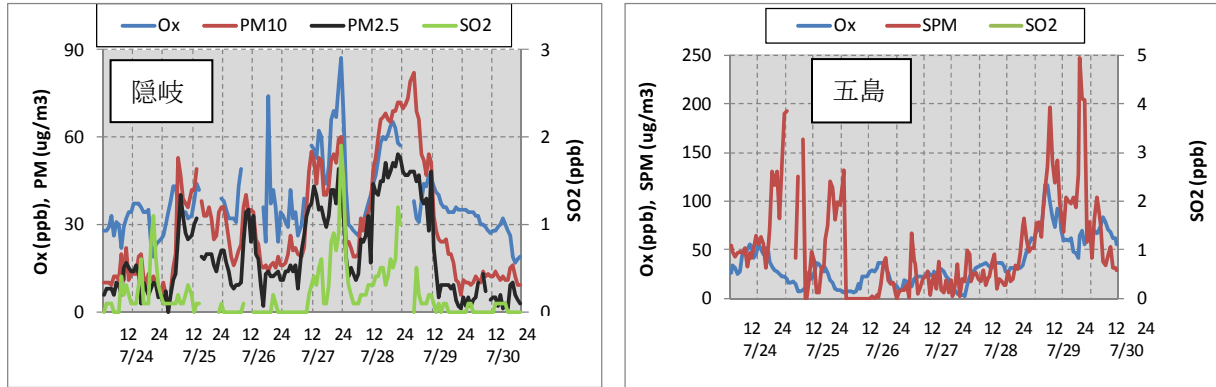 Ox PM10 PM2.5 SO2
Ox (ppb), PM (ug/m3)
90
60
30
0
隠岐
3
2
1
0
SO2 (ppb)
12 24 12 24 12 24 12 24 12 24 12 24 12 24
7/24 7/25 7/26 7/27 7/28 7/29 7/30
Ox SPM SO2
Ox (ppb), SPM (ug/m3)
250
200
150
100
50
0
五島
5
4
3
2
1
0
SO2 (ppb)
12 24 12 24 12 24 12 24 12 24 12 24 12 24
7/24 7/25 7/26 7/27 7/28 7/29 7/30